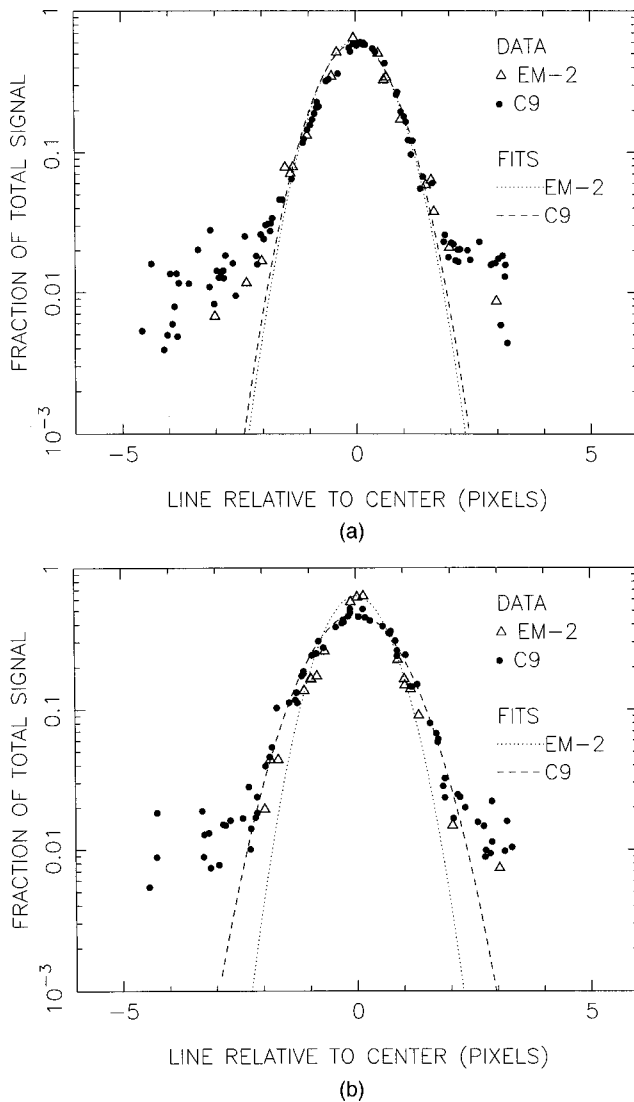 1
0.1
0.01
10⁻³
FRACTION OF TOTAL SIGNAL
DATA
△ EM-2
● C9
FITS
EM-2
C9
−5
0
5
LINE RELATIVE TO CENTER (PIXELS)
(a)
1
0.1
0.01
10⁻³
FRACTION OF TOTAL SIGNAL
DATA
△ EM-2
● C9
FITS
EM-2
C9
−5
0
5
LINE RELATIVE TO CENTER (PIXELS)
(b)